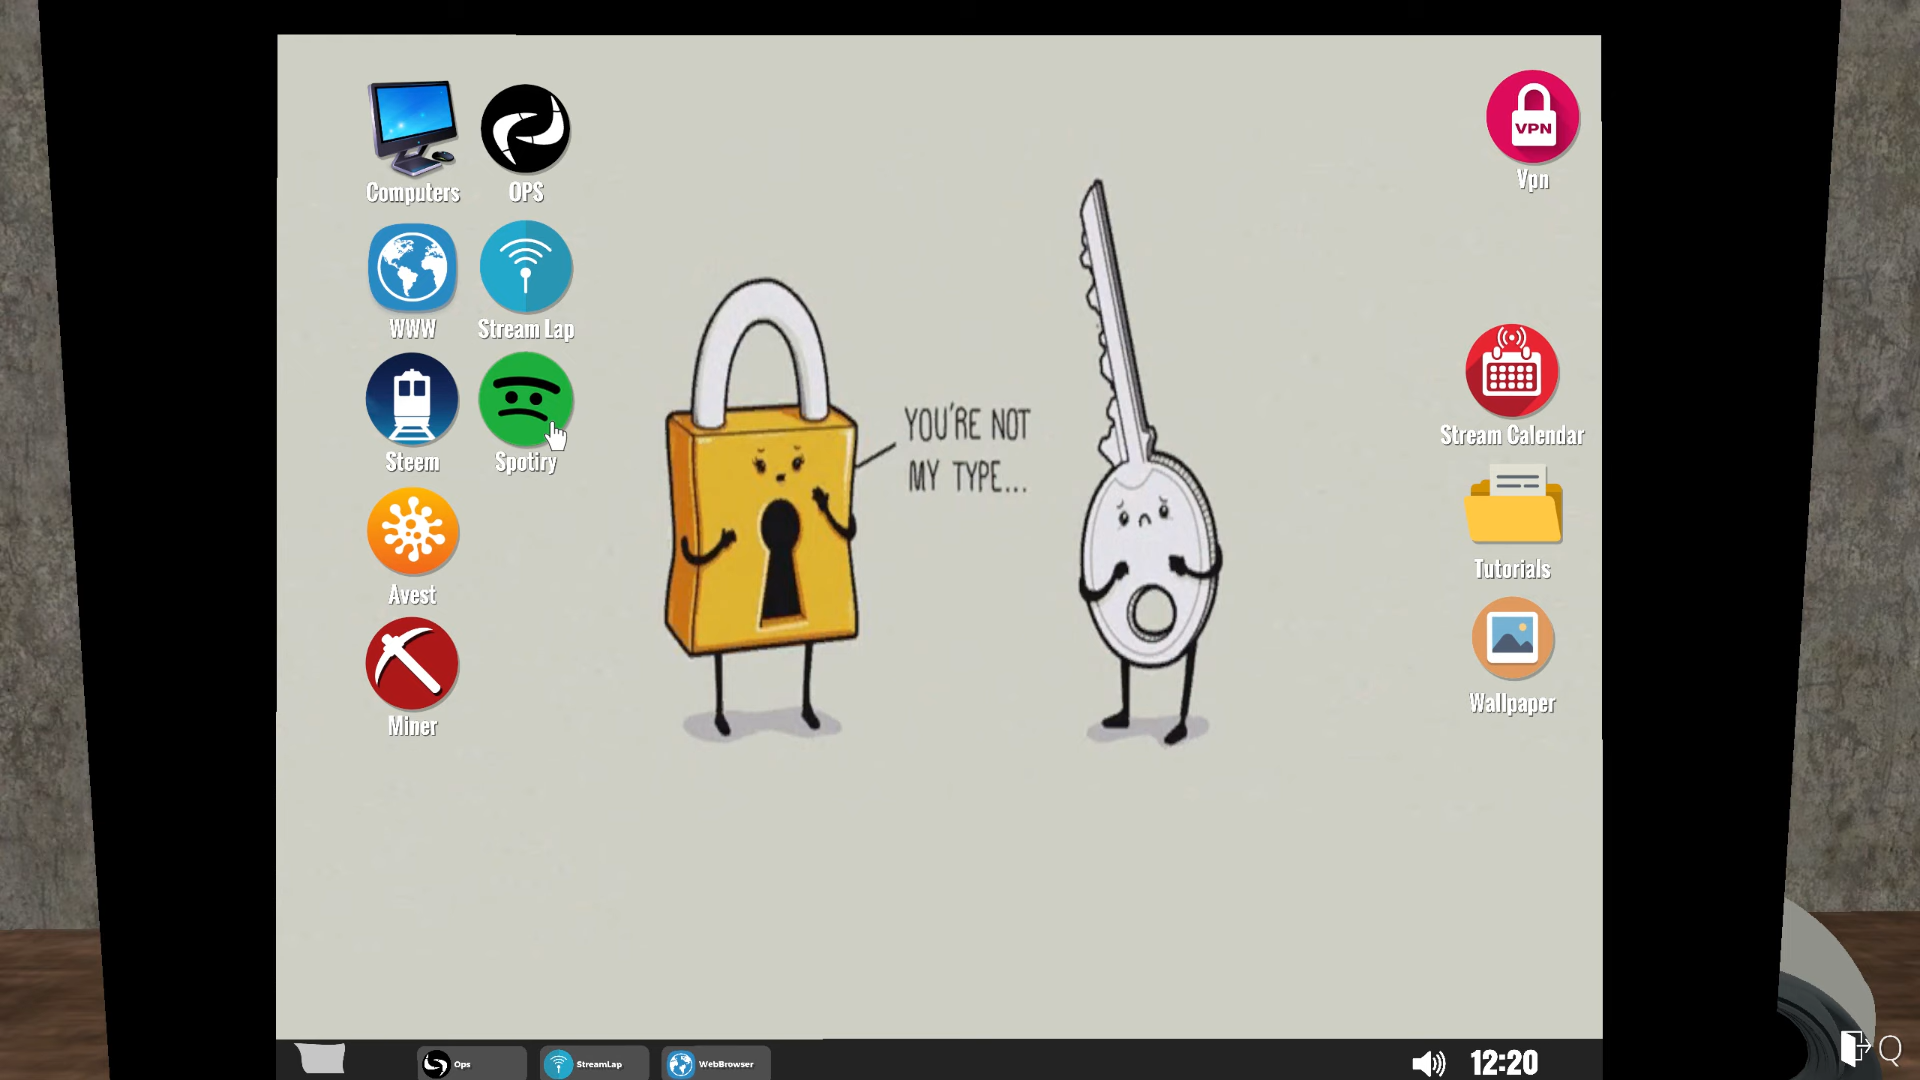 Computers
OPS
VPN
Vpn
WWW
Stream Lap
Steem
Spotiry
YOU'RE NOT
MY TYPE...
Stream Calendar
Avest
Tutorials
Miner
Wallpaper
Ops
StreamLap
WebBrowser
12:20
Q